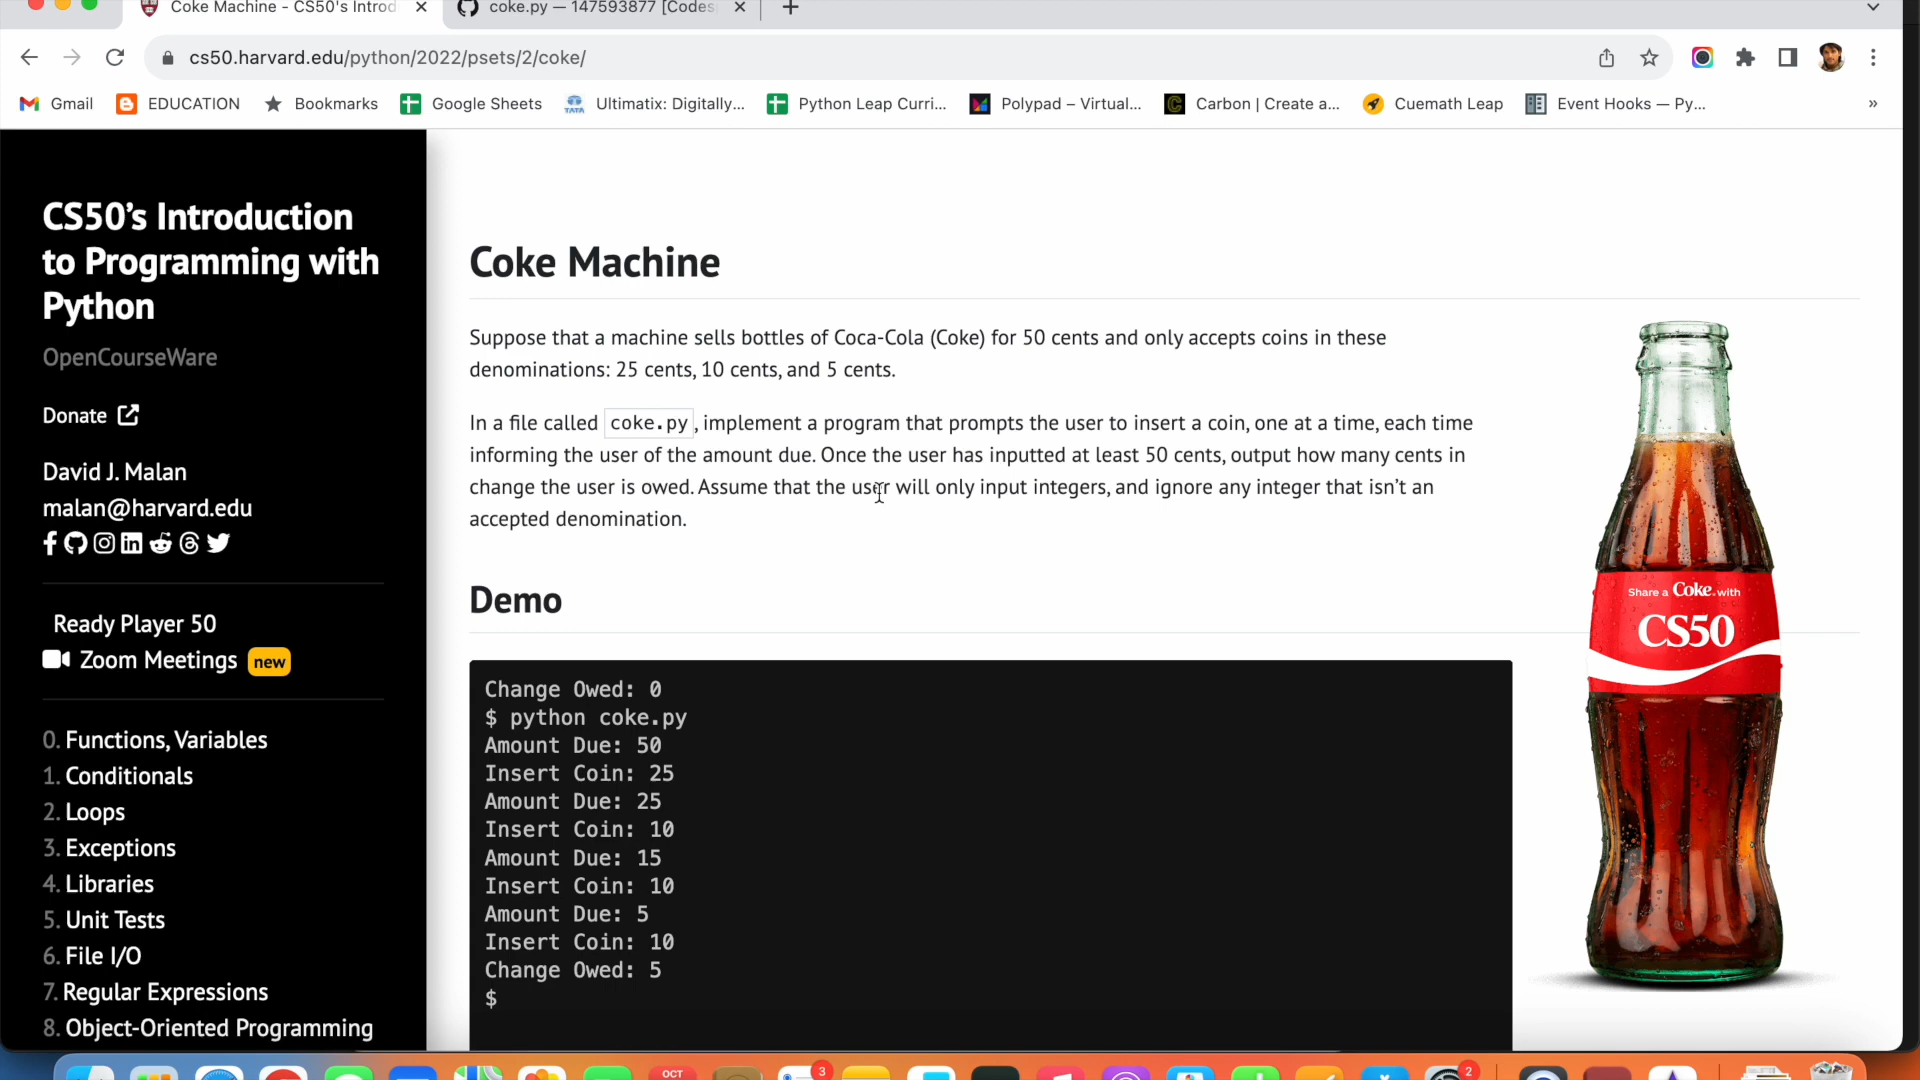 Coke Machine - CS50's Introd
coke.py — 147593877 [Codes
cs50.harvard.edu/python/2022/psets/2/coke/
Gmail
EDUCATION
Bookmarks
Google Sheets
TATA
Ultimatix: Digitally...
Python Leap Curri...
Polypad – Virtual...
Carbon | Create a...
Cuemath Leap
Event Hooks — Py...
»
CS50’s Introduction
to Programming with
Python
OpenCourseWare
Donate
David J. Malan
malan@harvard.edu
Ready Player 50
Zoom Meetings new
0. Functions, Variables
1. Conditionals
2. Loops
3. Exceptions
4. Libraries
5. Unit Tests
6. File I/O
7. Regular Expressions
8. Object-Oriented Programming
Coke Machine
Suppose that a machine sells bottles of Coca-Cola (Coke) for 50 cents and only accepts coins in these
denominations: 25 cents, 10 cents, and 5 cents.
In a file called coke.py, implement a program that prompts the user to insert a coin, one at a time, each time
informing the user of the amount due. Once the user has inputted at least 50 cents, output how many cents in
change the user is owed. Assume that the user will only input integers, and ignore any integer that isn’t an
accepted denomination.
Demo
Change Owed: 0
$ python coke.py
Amount Due: 50
Insert Coin: 25
Amount Due: 25
Insert Coin: 10
Amount Due: 15
Insert Coin: 10
Amount Due: 5
Insert Coin: 10
Change Owed: 5
$
Share a Coke with
CS50
OCT
3
2